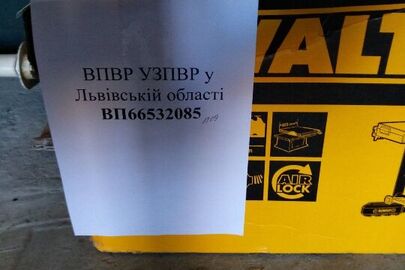 ВПВР УЗПВР у
Львівській області
ВП66532085
WALT
AIR
LOCK